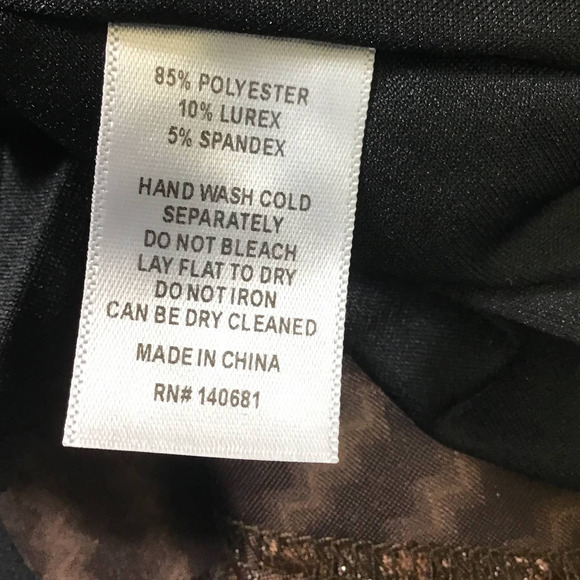 85% POLYESTER
10% LUREX
5% SPANDEX
HAND WASH COLD
SEPARATELY
DO NOT BLEACH
LAY FLAT TO DRY
DO NOT IRON
CAN BE DRY CLEANED
MADE IN CHINA
RN# 140681